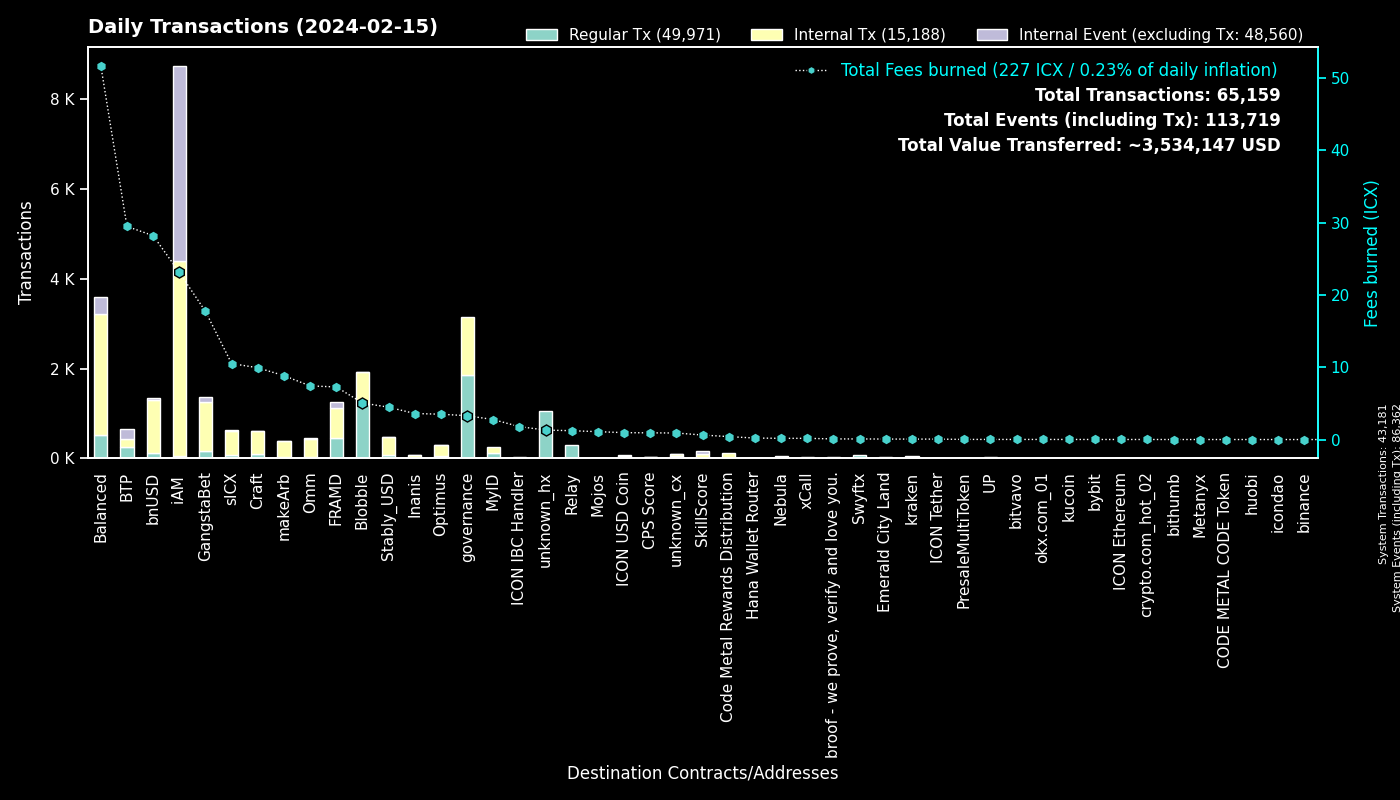 Daily Transactions (2024-02-15)
Regular Tx (49,971)
Internal Tx (15,188)
Internal Event (excluding Tx: 48,560)
Total Fees burned (227 ICX / 0.23% of daily inflation)
Total Transactions: 65,159
Total Events (including Tx): 113,719
Total Value Transferred: ~3,534,147 USD
Transactions
8 K
6 K
4 K
2 K
0 K
50
40
30
20
10
0
Fees burned (ICX)
Balanced
BTP
bnUSD
iAM
GangstaBet
sICX
Craft
makeArb
Omm
FRAMD
Blobble
Stably_USD
Inanis
Optimus
governance
MyID
ICON IBC Handler
unknown_hx
Relay
Mojos
ICON USD Coin
CPS Score
unknown_cx
SkillScore
Code Metal Rewards Distribution
Hana Wallet Router
Nebula
xCall
broof - we prove, verify and love you.
Swyftx
Emerald City Land
kraken
ICON Tether
PresaleMultiToken
UP
bitvavo
okx.com_01
kucoin
bybit
ICON Ethereum
crypto.com_hot_02
bithumb
Metanyx
CODE METAL CODE Token
huobi
icondao
binance
Destination Contracts/Addresses
System Transactions: 43,181
System Events (including Tx): 86,362